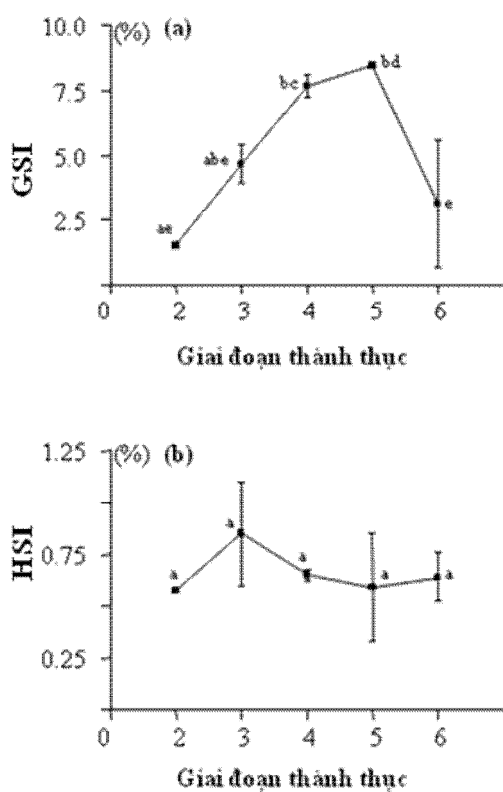 10.0 (%) (a)
7.5
5.0
2.5
GSI
ae
abe
bc
bd
e
0 2 3 4 5 6
Giai đoạn thành thục
1.25 (%) (b)
0.75
0.25
HSI
a
a
a
a
a
0 2 3 4 5 6
Giai đoạn thành thục